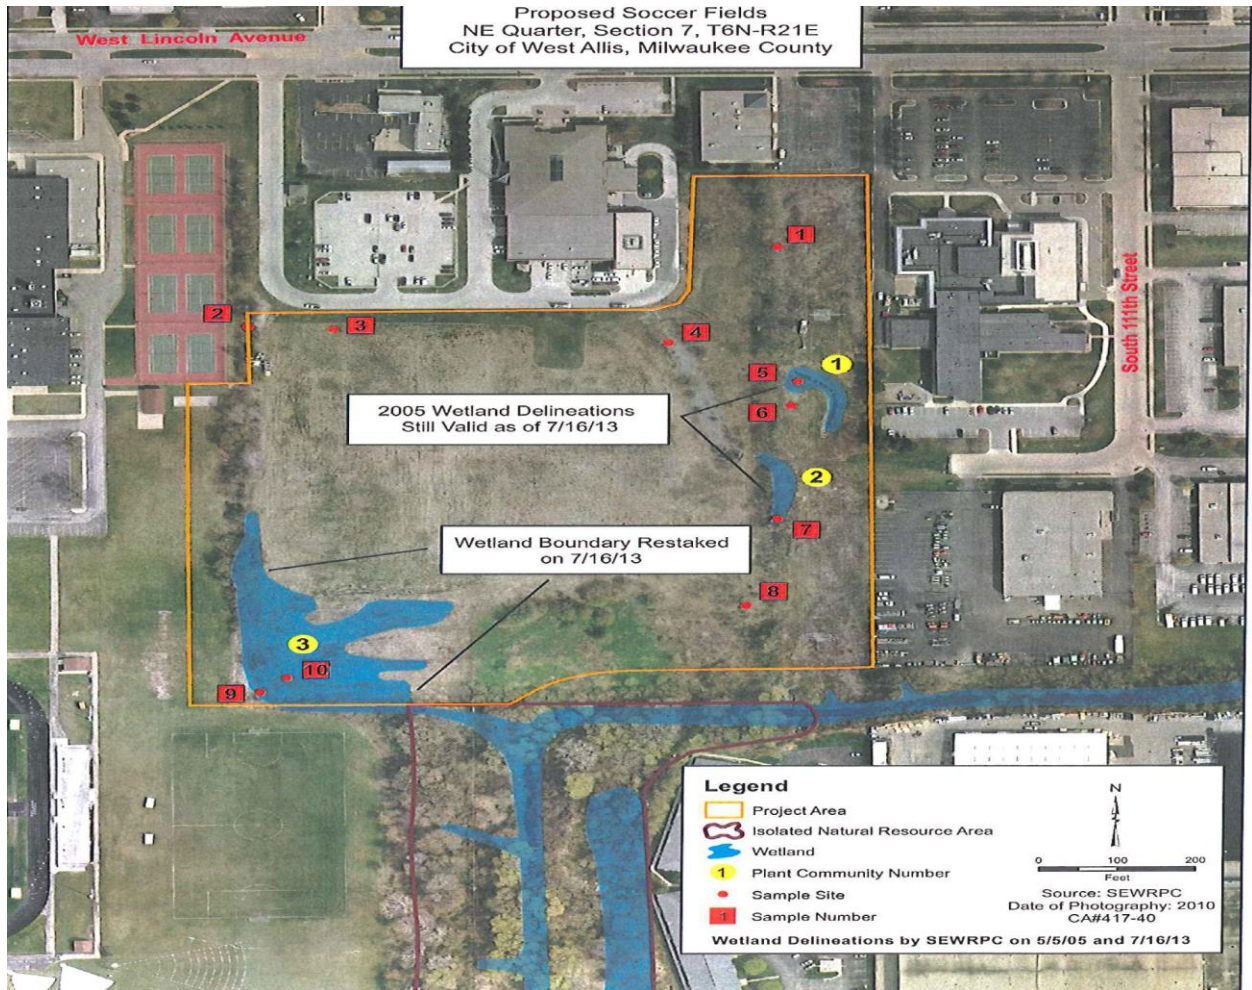 Proposed Soccer Fields
NE Quarter, Section 7, T6N-R21E
City of West Allis, Milwaukee County
West Lincoln Avenue
South 111th Street
1
2
3
4
1
5
6
2005 Wetland Delineations
Still Valid as of 7/16/13
2
7
Wetland Boundary Restaked
on 7/16/13
8
3
10
9
Legend
Project Area
Isolated Natural Resource Area
Wetland
1 Plant Community Number
Sample Site
1 Sample Number
N
0 100 200
Feet
Source: SEWRPC
Date of Photography: 2010
CA#417-40
Wetland Delineations by SEWRPC on 5/5/05 and 7/16/13